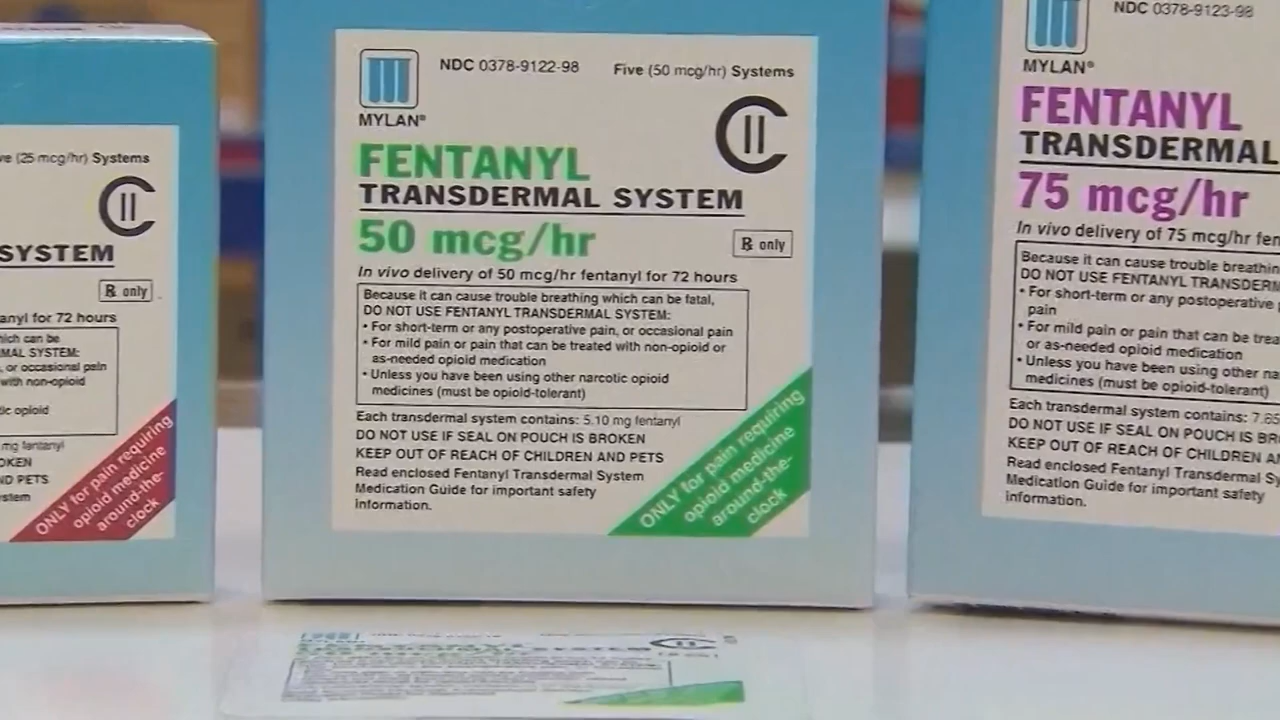 ve (25 mcg/hr) Systems
CII
SYSTEM
Rx only
anyl for 72 hours
hich can be
MAL SYSTEM:
, or occasional pain
with non-opioid
ic opioid
mg fentanyl
OKEN
ND PETS
stem
ONLY for pain requiring
opioid medicine
around-the-
clock
MYLAN®
NDC 0378-9122-98
Five (50 mcg/hr) Systems
CII
FENTANYL
TRANSDERMAL SYSTEM
50 mcg/hr
Rx only
In vivo delivery of 50 mcg/hr fentanyl for 72 hours
Because it can cause trouble breathing which can be fatal,
DO NOT USE FENTANYL TRANSDERMAL SYSTEM:
• For short-term or any postoperative pain, or occasional pain
• For mild pain or pain that can be treated with non-opioid or
as-needed opioid medication
• Unless you have been using other narcotic opioid
medicines (must be opioid-tolerant)
Each transdermal system contains: 5.10 mg fentanyl
DO NOT USE IF SEAL ON POUCH IS BROKEN
KEEP OUT OF REACH OF CHILDREN AND PETS
Read enclosed Fentanyl Transdermal System
Medication Guide for important safety
information.
ONLY for pain requiring
opioid medicine
around-the-
clock
NDC 0378-9123-98
MYLAN®
FENTANYL
TRANSDERMAL
75 mcg/hr
In vivo delivery of 75 mcg/hr fen
Because it can cause trouble breathin
DO NOT USE FENTANYL TRANSDERM
• For short-term or any postoperative
pain
• For mild pain or pain that can be trea
or as-needed opioid medication
• Unless you have been using other na
medicines (must be opioid-tolerant)
Each transdermal system contains: 7.65
DO NOT USE IF SEAL ON POUCH IS BR
KEEP OUT OF REACH OF CHILDREN AN
Read enclosed Fentanyl Transdermal Sy
Medication Guide for important safety
information.
CII